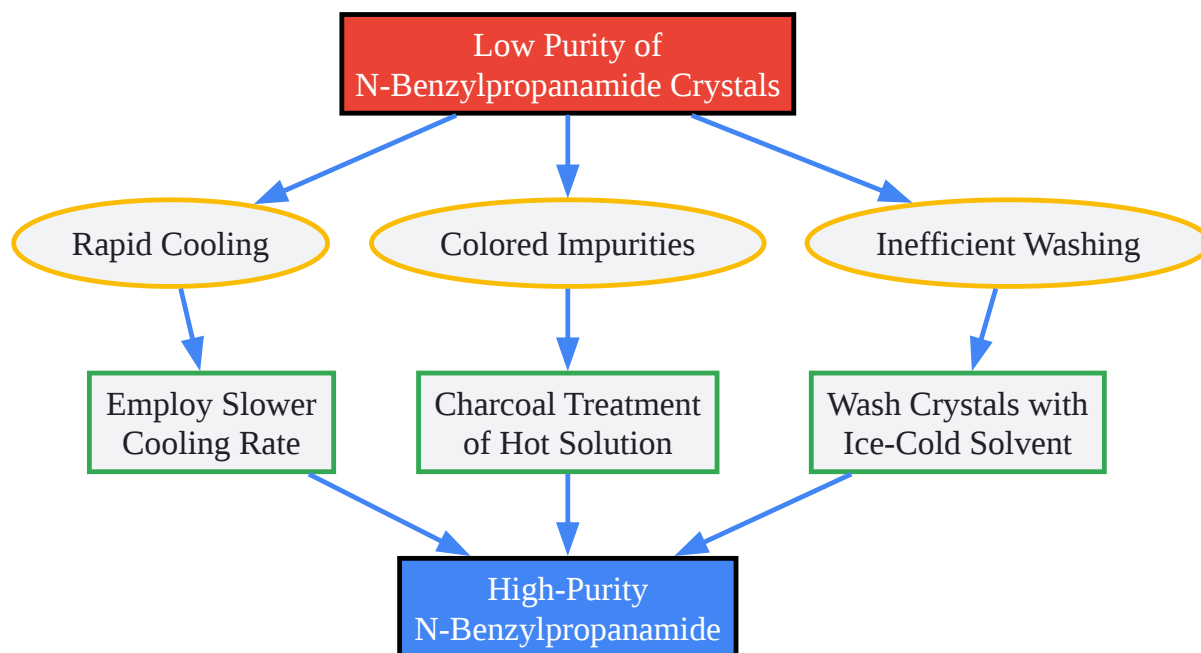 Low Purity of
N-Benzylpropanamide Crystals
Rapid Cooling
Colored Impurities
Inefficient Washing
Employ Slower
Cooling Rate
Charcoal Treatment
of Hot Solution
Wash Crystals with
Ice-Cold Solvent
High-Purity
N-Benzylpropanamide